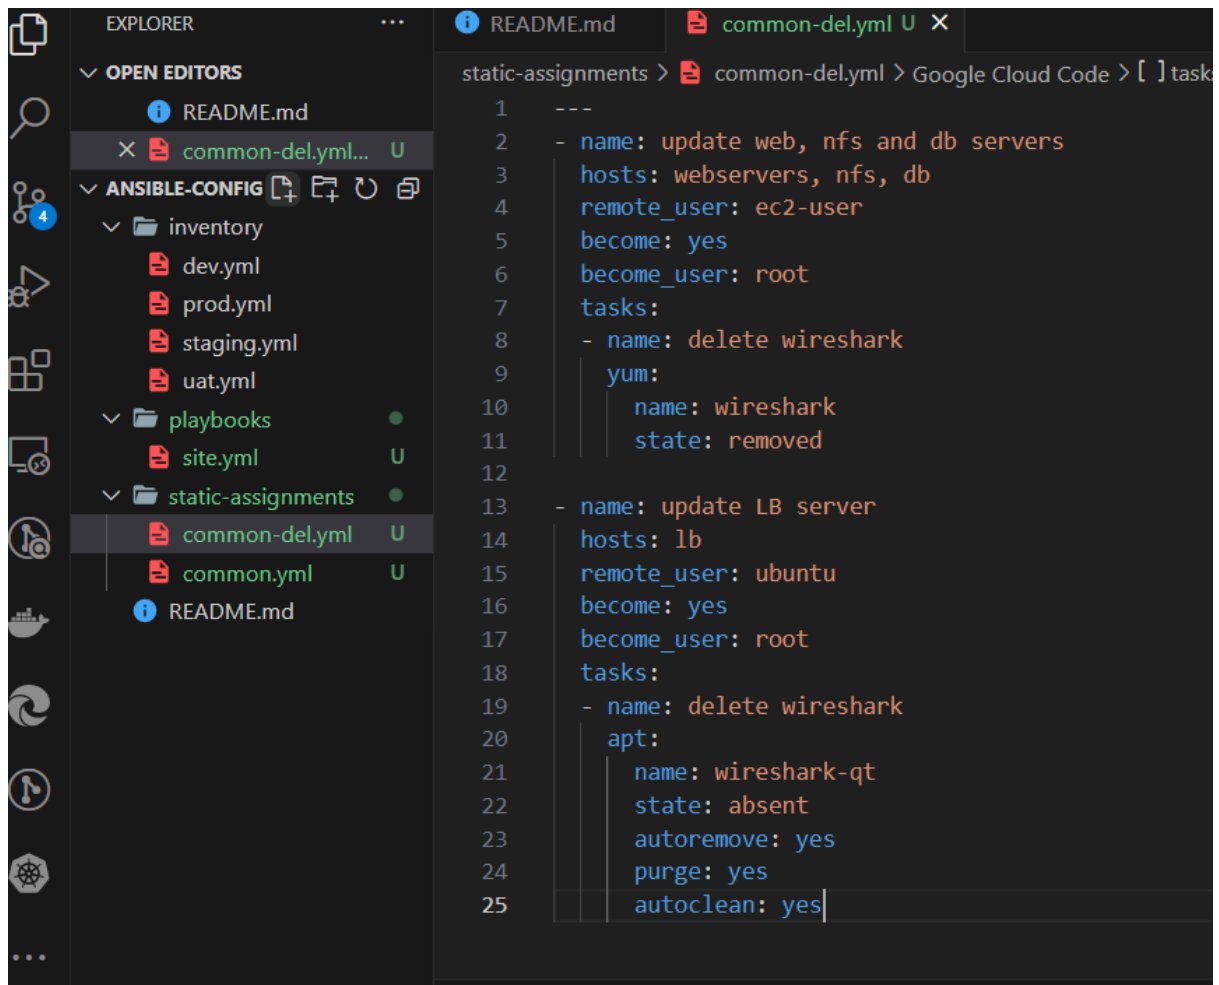 EXPLORER
OPEN EDITORS
README.md
common-del.yml... U
ANSIBLE-CONFIG
inventory
dev.yml
prod.yml
staging.yml
uat.yml
playbooks
site.yml U
static-assignments
common-del.yml U
common.yml U
README.md
4
README.md common-del.yml U
static-assignments > common-del.yml > Google Cloud Code > [ ] tasks
1 ---
2 - name: update web, nfs and db servers
3   hosts: webservers, nfs, db
4   remote_user: ec2-user
5   become: yes
6   become_user: root
7   tasks:
8   - name: delete wireshark
9     yum:
10       name: wireshark
11       state: removed
12
13 - name: update LB server
14   hosts: lb
15   remote_user: ubuntu
16   become: yes
17   become_user: root
18   tasks:
19   - name: delete wireshark
20     apt:
21       name: wireshark-qt
22       state: absent
23       autoremove: yes
24       purge: yes
25       autoclean: yes